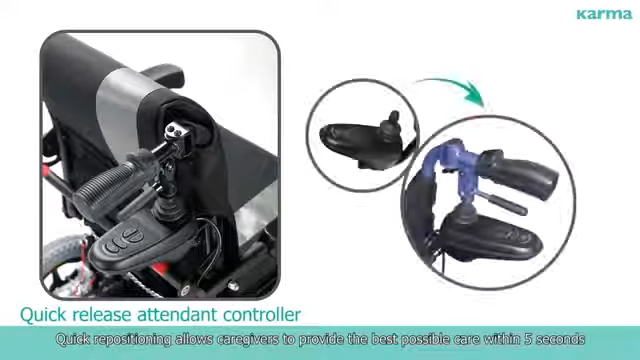 Karma
Quick release attendant controller
Quick repositioning allows caregivers to provide the best possible care within 5 seconds